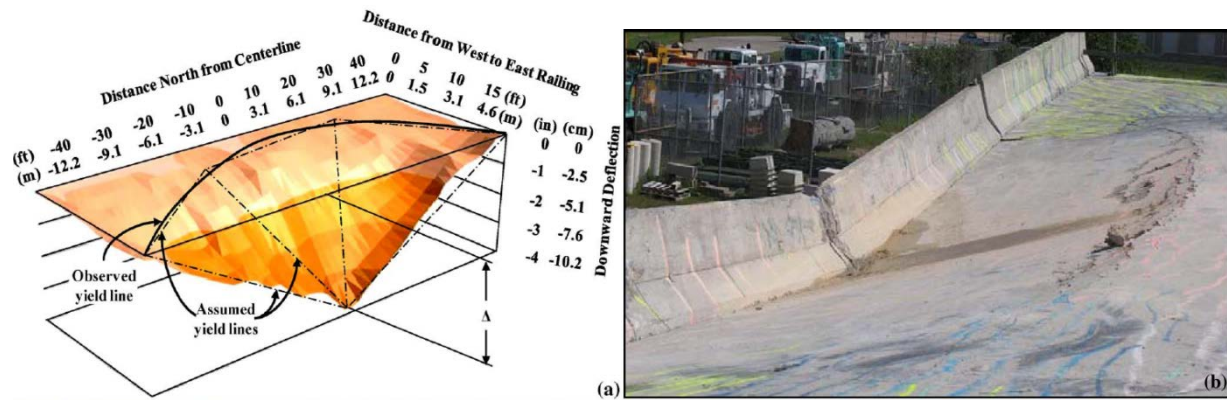 Distance North from Centerline
Distance from West to East Railing
(ft) -40 -30 -20 -10 0 10 20 30 40
(m) -12.2 -9.1 -6.1 -3.1 0 3.1 6.1 9.1 12.2
0 5 10 15 (ft)
0 1.5 3.1 4.6 (m)
(in) (cm)
0 0
-1 -2.5
-2 -5.1
-3 -7.6
-4 -10.2
Downward Deflection
Observed
yield line
Assumed
yield lines
Δ
(a)
(b)